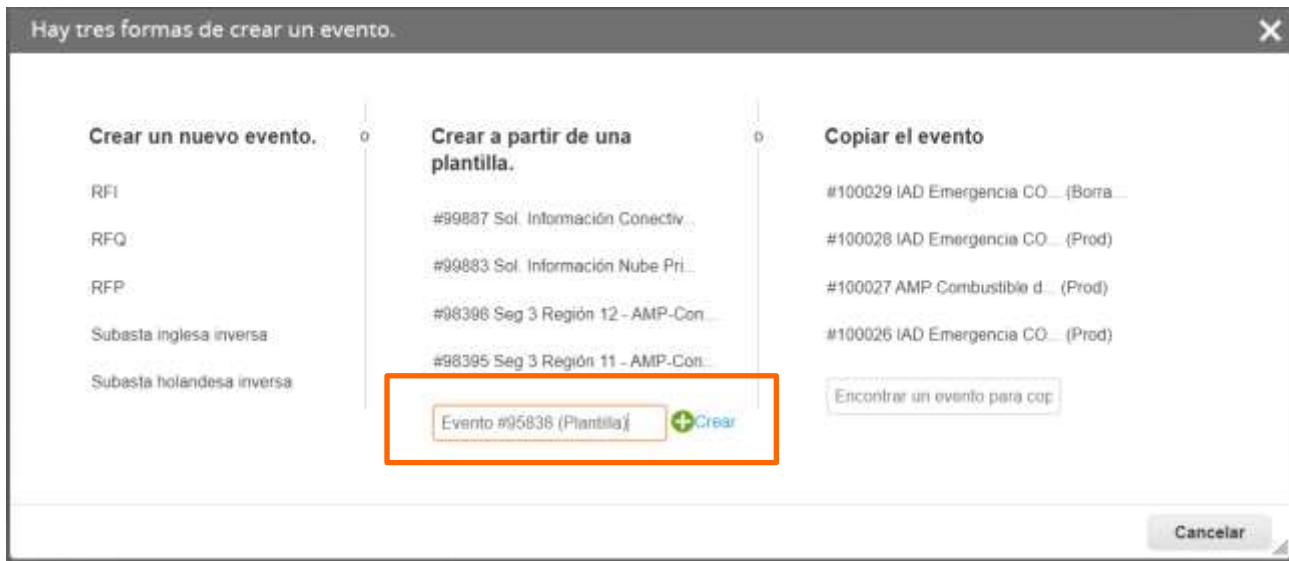 Hay tres formas de crear un evento.
Crear un nuevo evento.
RFI
RFQ
RFP
Subasta inglesa inversa
Subasta holandesa inversa
o
Crear a partir de una
plantilla.
#99887 Sol. Información Conectiv...
#99883 Sol. Información Nube Pri...
#98398 Seg 3 Región 12 - AMP-Con...
#98395 Seg 3 Región 11 - AMP-Con...
Evento #95838 (Plantilla)
Crear
o
Copiar el evento
#100029 IAD Emergencia CO... (Borra...
#100028 IAD Emergencia CO... (Prod)
#100027 AMP Combustible d... (Prod)
#100026 IAD Emergencia CO... (Prod)
Encontrar un evento para cop
Cancelar